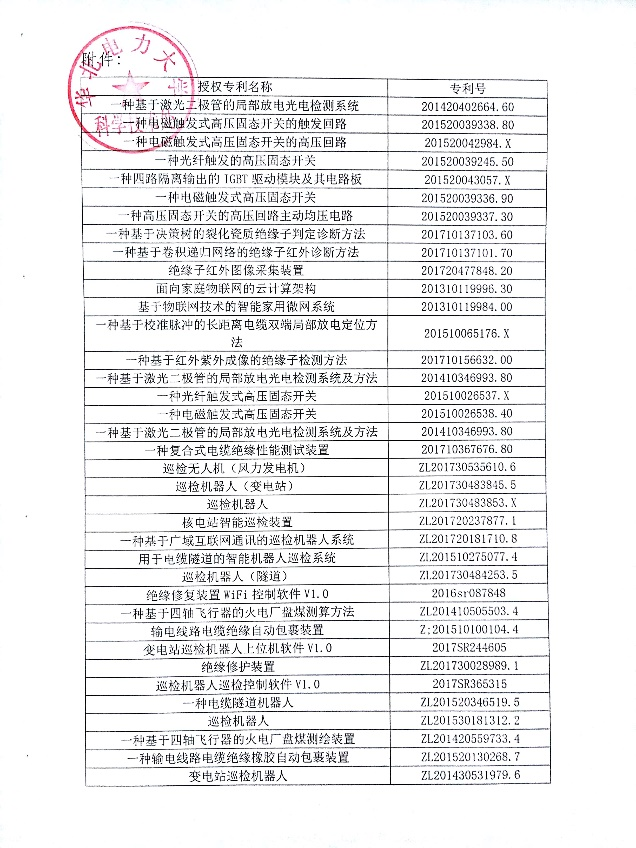 附件：
华北电力大学
科学技术
授权专利名称 专利号
一种基于激光二极管的局部放电光电检测系统 201420402664.60
一种电磁触发式高压固态开关的触发回路 201520039338.80
一种电磁触发式高压固态开关的高压回路 201520042984.X
一种光纤触发的高压固态开关 201520039245.50
一种四路隔离输出的IGBT驱动模块及其电路板 201520043057.X
一种电磁触发式高压固态开关 201520039336.90
一种高压固态开关的高压回路主动均压电路 201520039337.30
一种基于决策树的裂化瓷质绝缘子判定诊断方法 201710137103.60
一种基于卷积递归网络的绝缘子红外诊断方法 201710137101.70
绝缘子红外图像采集装置 201720477848.20
面向家庭物联网的云计算架构 201310119996.30
基于物联网技术的智能家用微网系统 201310119984.00
一种基于校准脉冲的长距离电缆双端局部放电定位方
法 201510065176.X
一种基于红外紫外成像的绝缘子检测方法 201710156632.00
一种基于激光二极管的局部放电光电检测系统及方法 201410346993.80
一种光纤触发式高压固态开关 201510026537.X
一种电磁触发式高压固态开关 201510026538.40
一种基于激光二极管的局部放电光电检测系统及方法 201410346993.80
一种复合式电缆绝缘性能测试装置 201710367676.80
巡检无人机（风力发电机） ZL201730535610.6
巡检机器人（变电站） ZL201730483845.5
巡检机器人 ZL201730483853.X
核电站智能巡检装置 ZL201720237877.1
一种基于广域互联网通讯的巡检机器人系统 ZL201720181710.8
用于电缆隧道的智能机器人巡检系统 ZL201510275077.4
巡检机器人（隧道） ZL201730484253.5
绝缘修复装置WiFi控制软件V1.0 2016sr087848
一种基于四轴飞行器的火电厂盘煤测算方法 ZL201410505503.4
输电线路电缆绝缘自动包裹装置 Z:201510100104.4
变电站巡检机器人上位机软件V1.0 2017SR244605
绝缘修护装置 ZL201730028989.1
巡检机器人巡检控制软件V1.0 2017SR365315
一种电缆隧道机器人 ZL201520346519.5
巡检机器人 ZL201530181312.2
一种基于四轴飞行器的火电厂盘煤测绘装置 ZL201420559733.4
一种输电线路电缆绝缘橡胶自动包裹装置 ZL201520130268.7
变电站巡检机器人 ZL201430531979.6